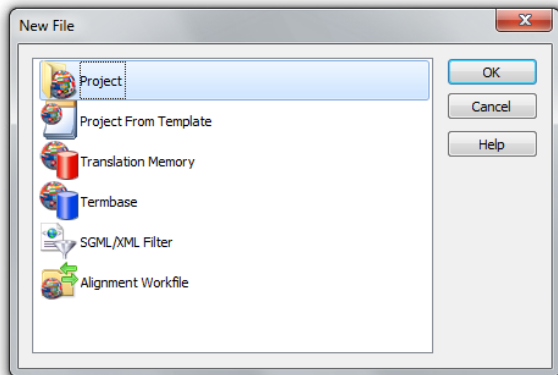 New File
Project
Project From Template
Translation Memory
Termbase
SGML/XML Filter
Alignment Workfile
OK
Cancel
Help